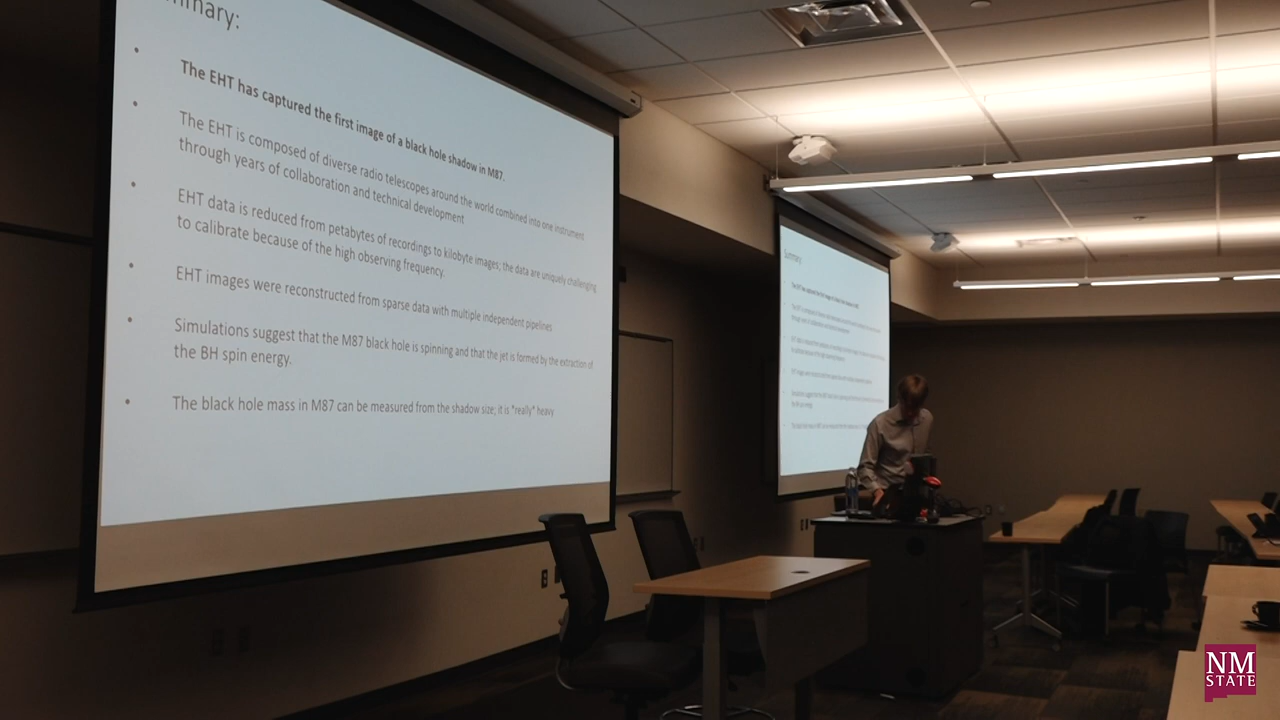 mmary:
The EHT has captured the first image of a black hole shadow in M87.
The EHT is composed of diverse radio telescopes around the world combined into one instrument
through years of collaboration and technical development
EHT data is reduced from petabytes of recordings to kilobyte images; the data are uniquely challenging
to calibrate because of the high observing frequency.
EHT images were reconstructed from sparse data with multiple independent pipelines
Simulations suggest that the M87 black hole is spinning and that the jet is formed by the extraction of
the BH spin energy.
The black hole mass in M87 can be measured from the shadow size; it is *really* heavy
Summary:
NM
STATE